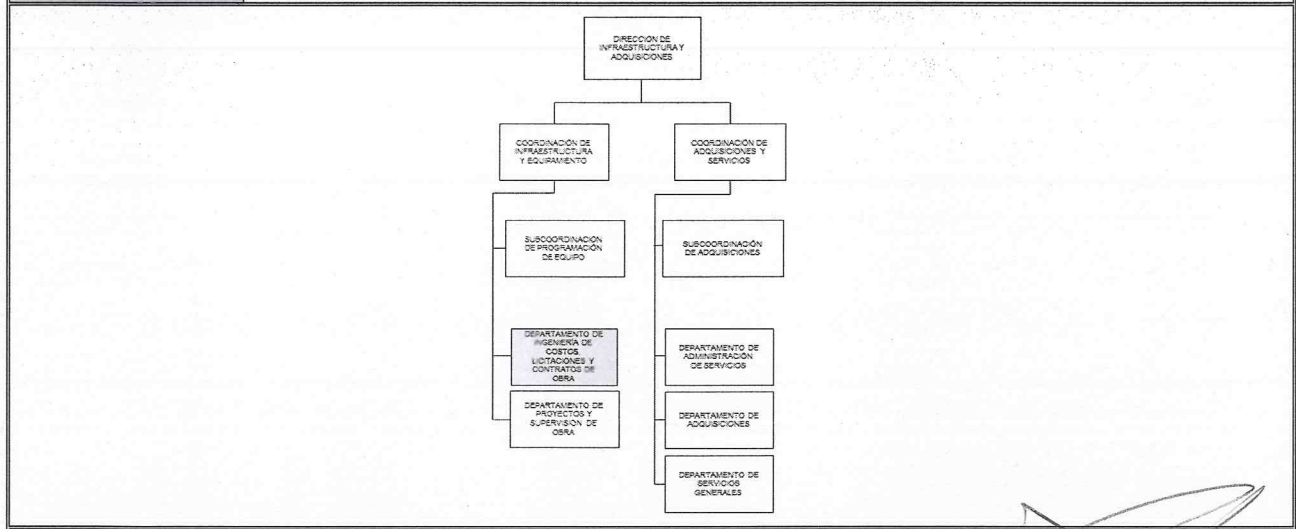 DIRECCION DE
INFRAESTRUCTURA Y
ADQUISICIONES
COORDINACIÓN DE
INFRAESTRUCTURA
Y EQUIPAMIENTO
COORDINACIÓN DE
ADQUISICIONES Y
SERVICIOS
SUBCOORDINACIÓN
DE PROGRAMACIÓN
DE EQUIPO
SUBCOORDINACIÓN
DE ADQUISICIONES
DEPARTAMENTO DE
INGENIERÍA DE
COSTOS,
LICITACIONES Y
CONTRATOS DE
OBRA
DEPARTAMENTO DE
ADMINISTRACIÓN
DE SERVICIOS
DEPARTAMENTO DE
PROYECTOS Y
SUPERVISION DE
OBRA
DEPARTAMENTO DE
ADQUISICIONES
DEPARTAMENTO DE
SERVICIOS
GENERALES